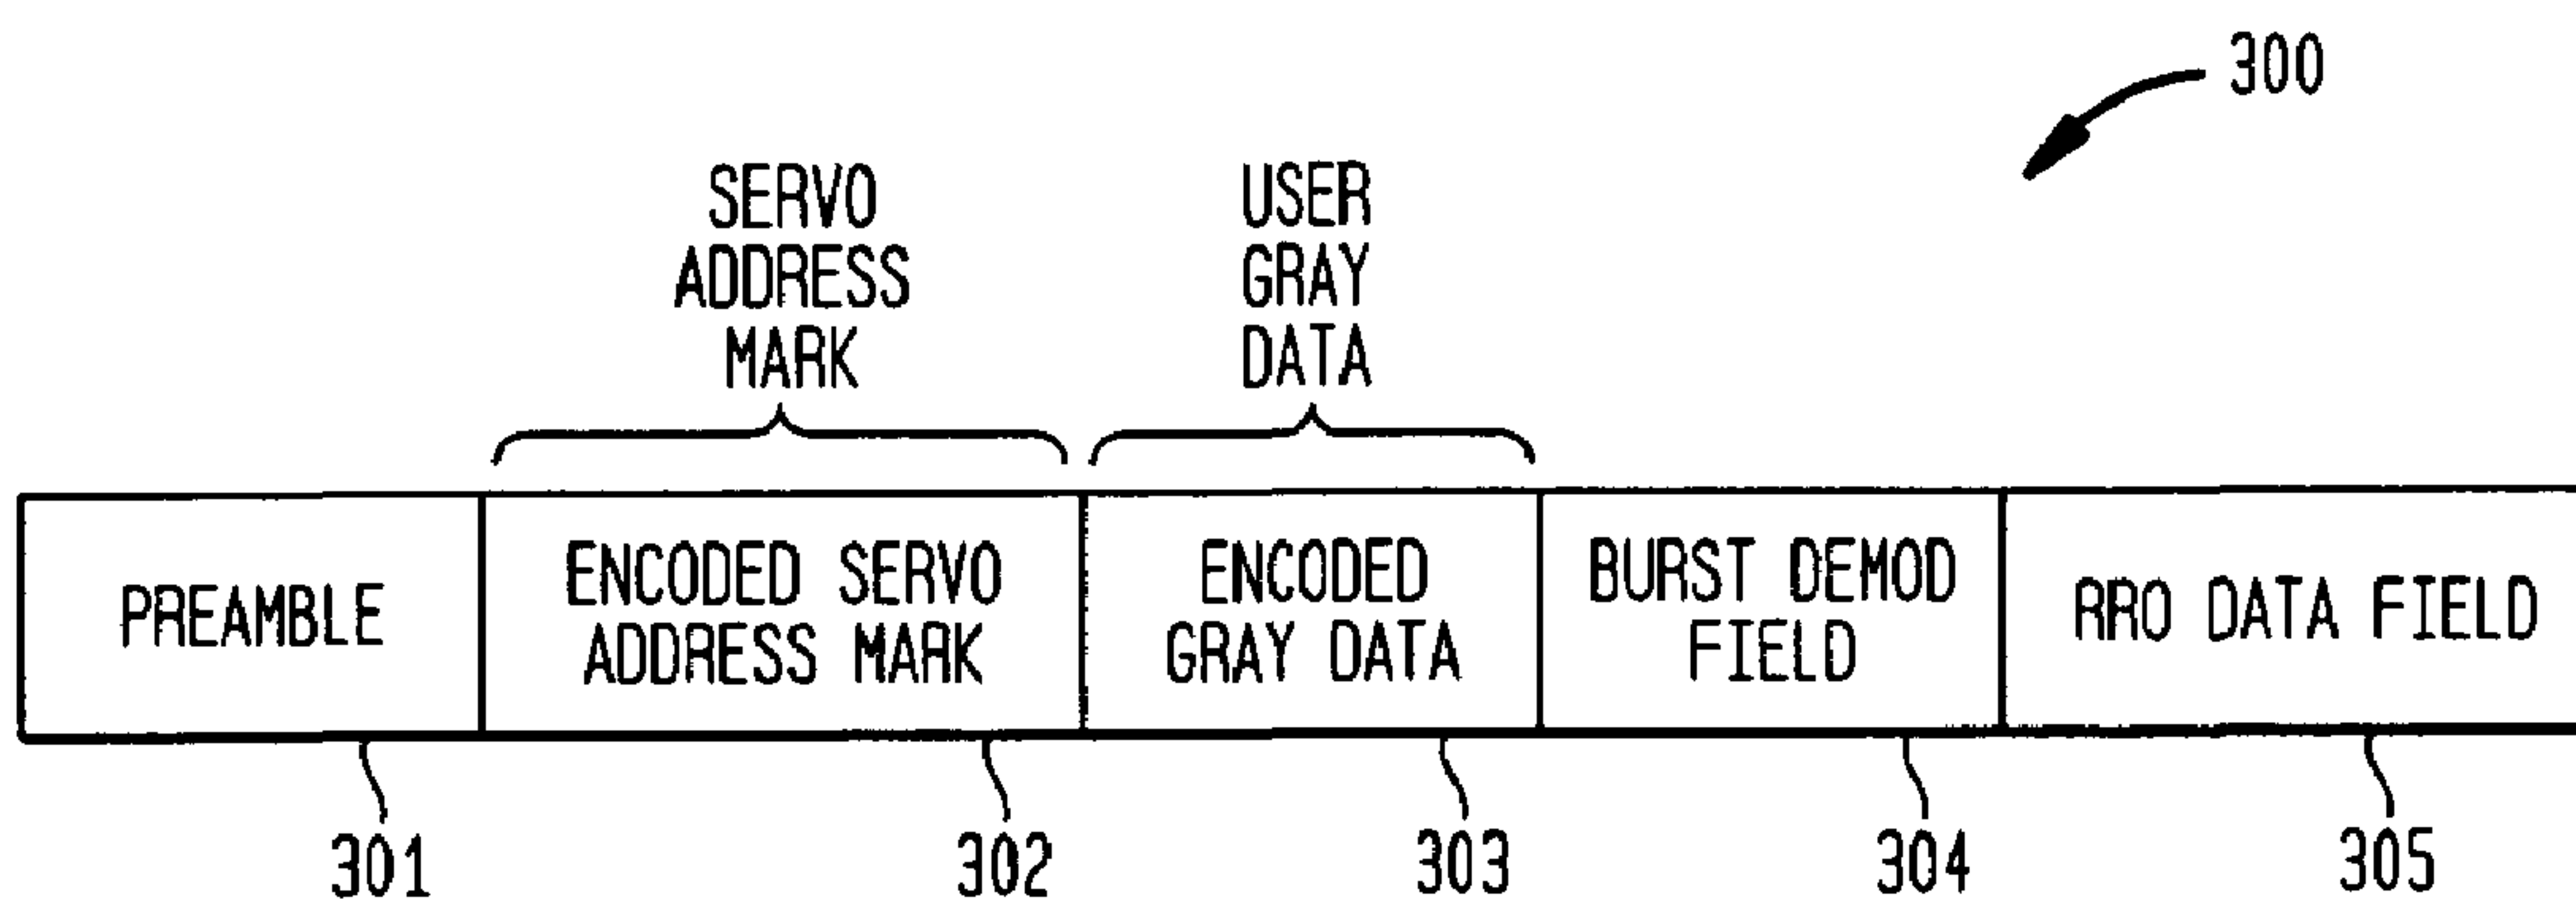 300
SERVO
ADDRESS
MARK
USER
GRAY
DATA
PREAMBLE
ENCODED SERVO
ADDRESS MARK
ENCODED
GRAY DATA
BURST DEMOD
FIELD
RRO DATA FIELD
301
302
303
304
305